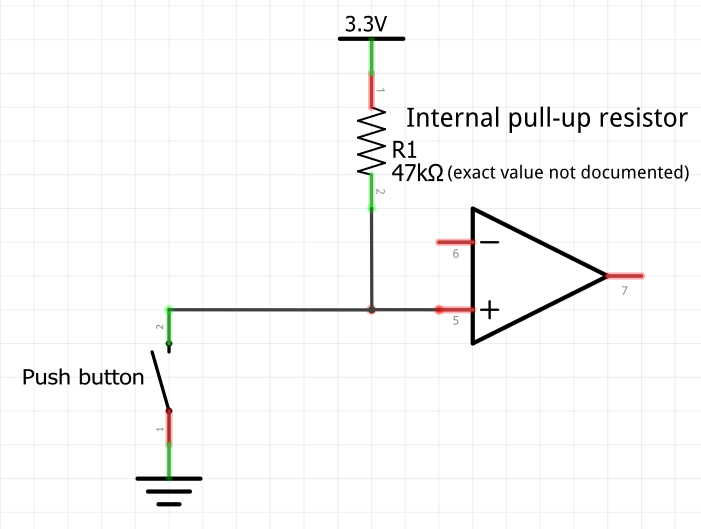 3.3V
1
Internal pull-up resistor
R1
47kΩ (exact value not documented)
2
6
−
7
+
5
2
Push button
1